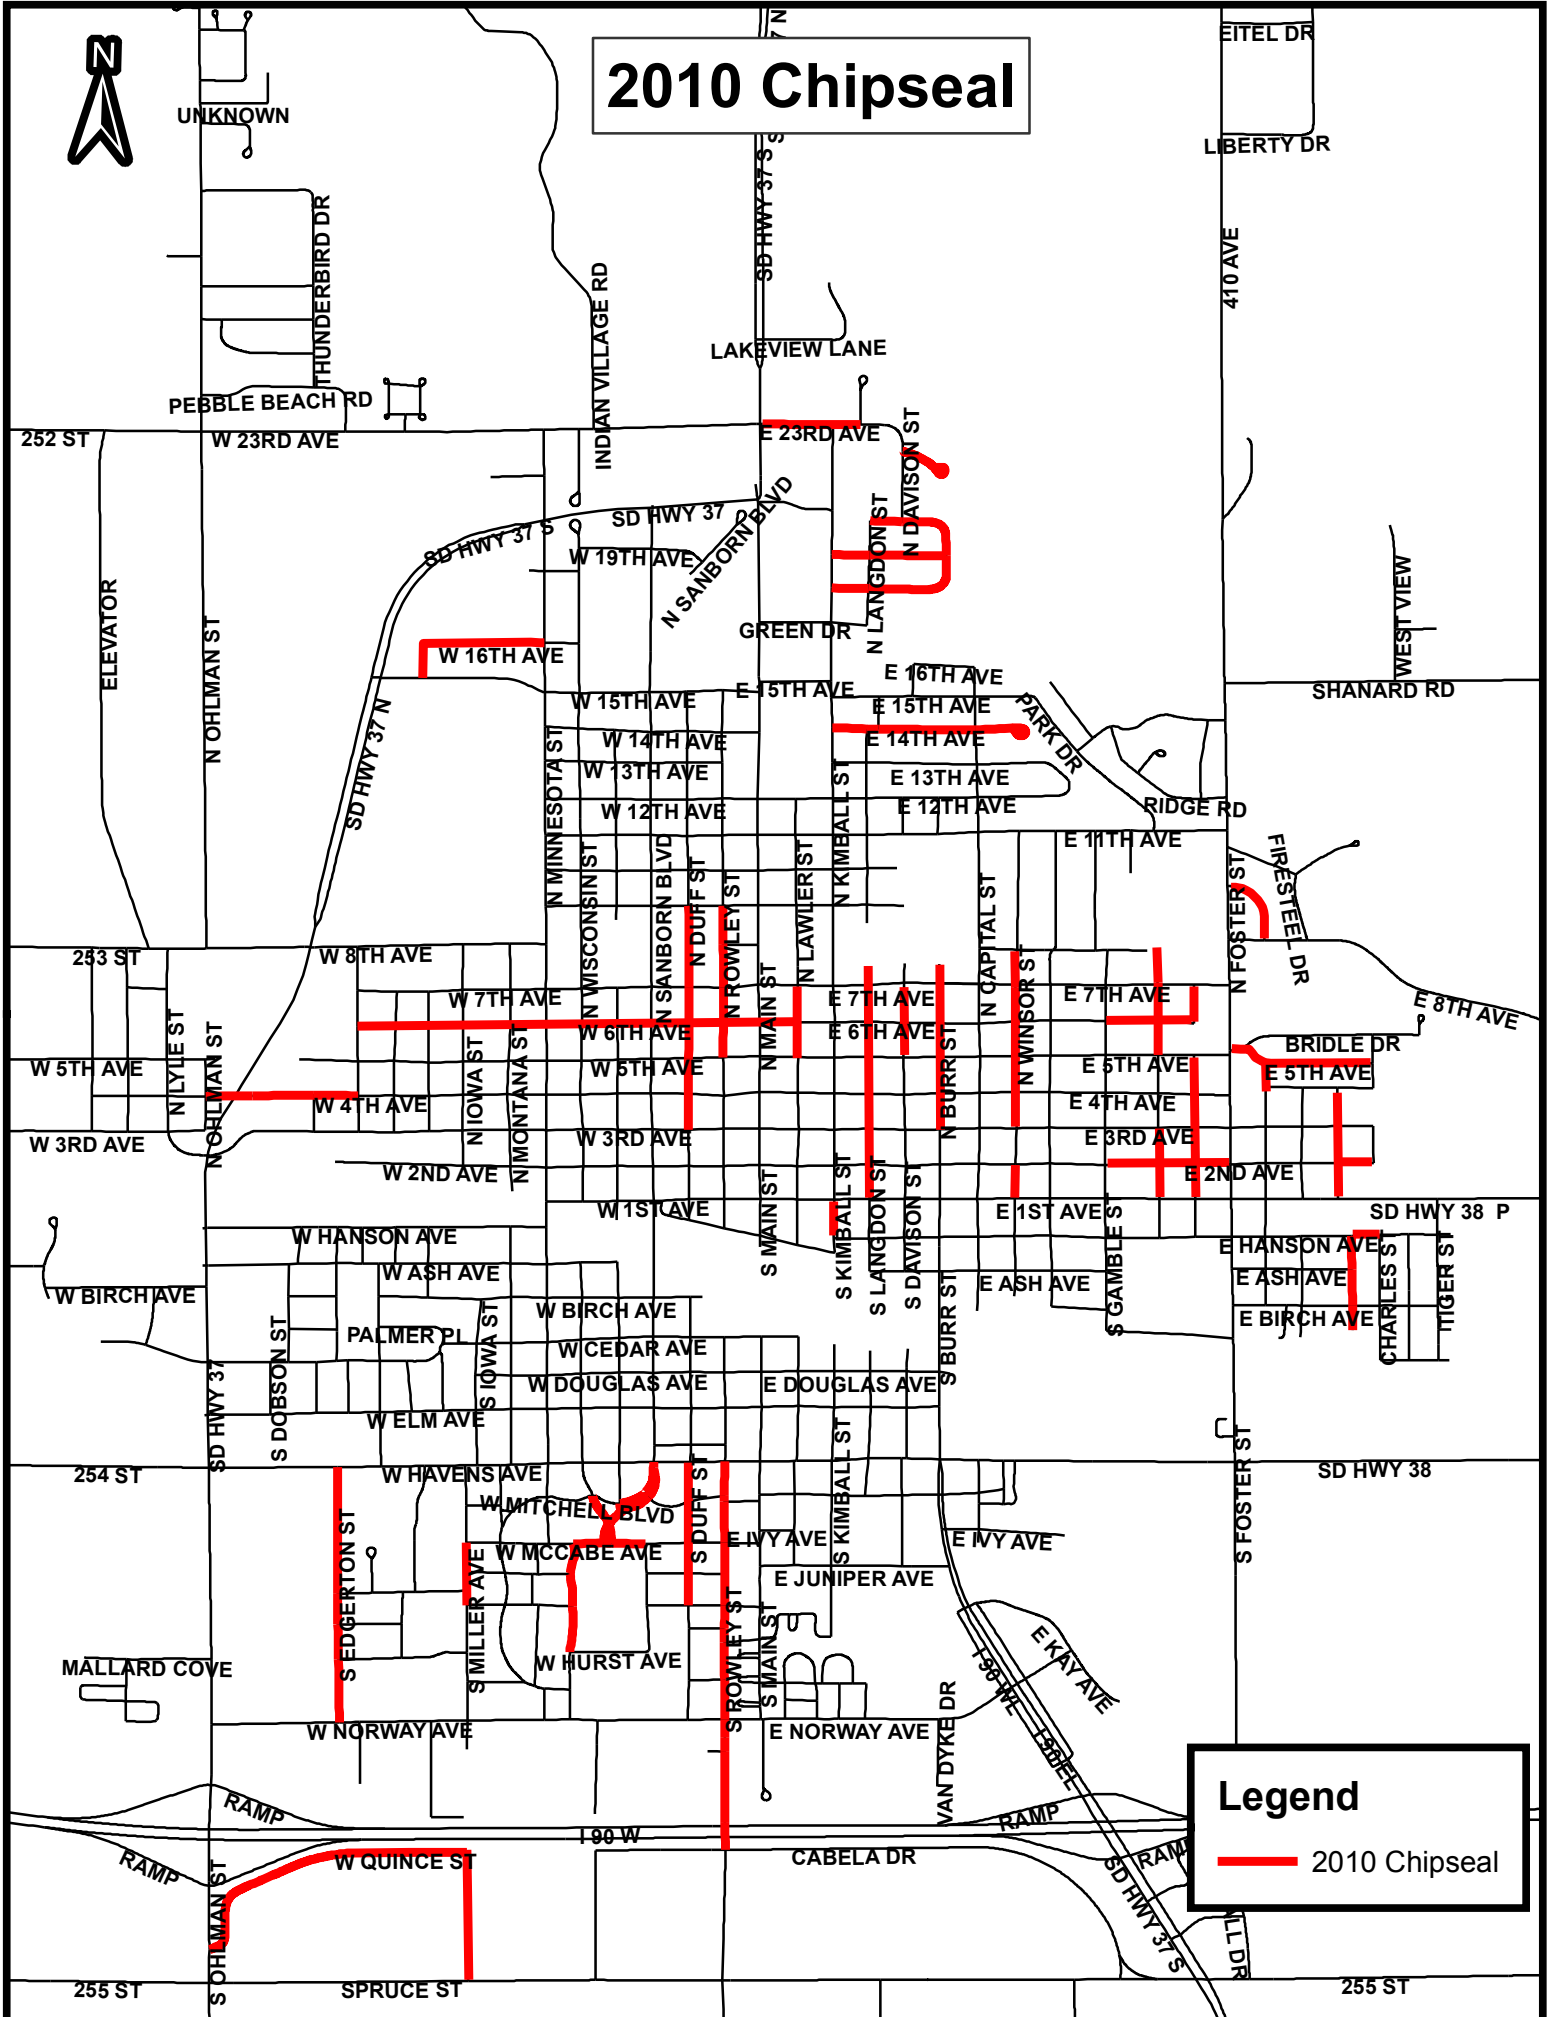 N
2010 Chipseal
EITEL DR
UNKNOWN
LIBERTY DR
THUNDERBIRD DR
SD HWY 37 S
410 AVE
INDIAN VILLAGE RD
LAKEVIEW LANE
PEBBLE BEACH RD
252 ST
W 23RD AVE
E 23RD AVE
N DAVISON ST
SD HWY 37
SD HWY 37 S
N SANBORN BLVD
W 19TH AVE
N LANGDON ST
ELEVATOR
N OHLMAN ST
WEST VIEW
GREEN DR
W 16TH AVE
E 16TH AVE
SHANARD RD
W 15TH AVE
E 15TH AVE
E 15TH AVE
PARK DR
SD HWY 37 N
W 14TH AVE
E 14TH AVE
N MINNESOTA ST
W 13TH AVE
E 13TH AVE
N KIMBALL ST
W 12TH AVE
E 12TH AVE
RIDGE RD
E 11TH AVE
N WISCONSIN ST
N SANBORN BLVD
N DUFF ST
N ROWLEY ST
N LAWLER ST
N CAPITAL ST
N FOSTER ST
FIRESTEEL DR
253 ST
W 8TH AVE
N WINSOR ST
N MAIN ST
W 7TH AVE
E 7TH AVE
E 7TH AVE
E 8TH AVE
N LYLE ST
N OHLMAN ST
W 6TH AVE
E 6TH AVE
N BURR ST
BRIDLE DR
W 5TH AVE
N IOWA ST
N MONTANA ST
W 5TH AVE
E 5TH AVE
E 5TH AVE
W 4TH AVE
E 4TH AVE
W 3RD AVE
W 3RD AVE
E 3RD AVE
W 2ND AVE
E 2ND AVE
S MAIN ST
S KIMBALL ST
S LANGDON ST
S DAVISON ST
W 1ST AVE
E 1ST AVE
S GAMBLE ST
SD HWY 38 P
W HANSON AVE
E HANSON AVE
CHARLES ST
TIGER ST
W ASH AVE
E ASH AVE
E ASH AVE
W BIRCH AVE
W BIRCH AVE
E BIRCH AVE
PALMER PL
S IOWA ST
W CEDAR AVE
S BURR ST
SD HWY 37
S DOBSON ST
W DOUGLAS AVE
E DOUGLAS AVE
W ELM AVE
S KIMBALL ST
S FOSTER ST
254 ST
W HAVENS AVE
SD HWY 38
S DUFF ST
W MITCHELL BLVD
S EDGERTON ST
W MCCABE AVE
E IVY AVE
E IVY AVE
S MILLER AVE
E JUNIPER AVE
S ROWLEY ST
S MAIN ST
MALLARD COVE
W HURST AVE
E KAY AVE
I 90 WL
VAN DYKE DR
W NORWAY AVE
E NORWAY AVE
I 90 EL
RAMP
RAMP
I 90 W
RAMP
W QUINCE ST
CABELA DR
S OHLMAN ST
SD HWY 37 S
255 ST
SPRUCE ST
255 ST
Legend
2010 Chipseal